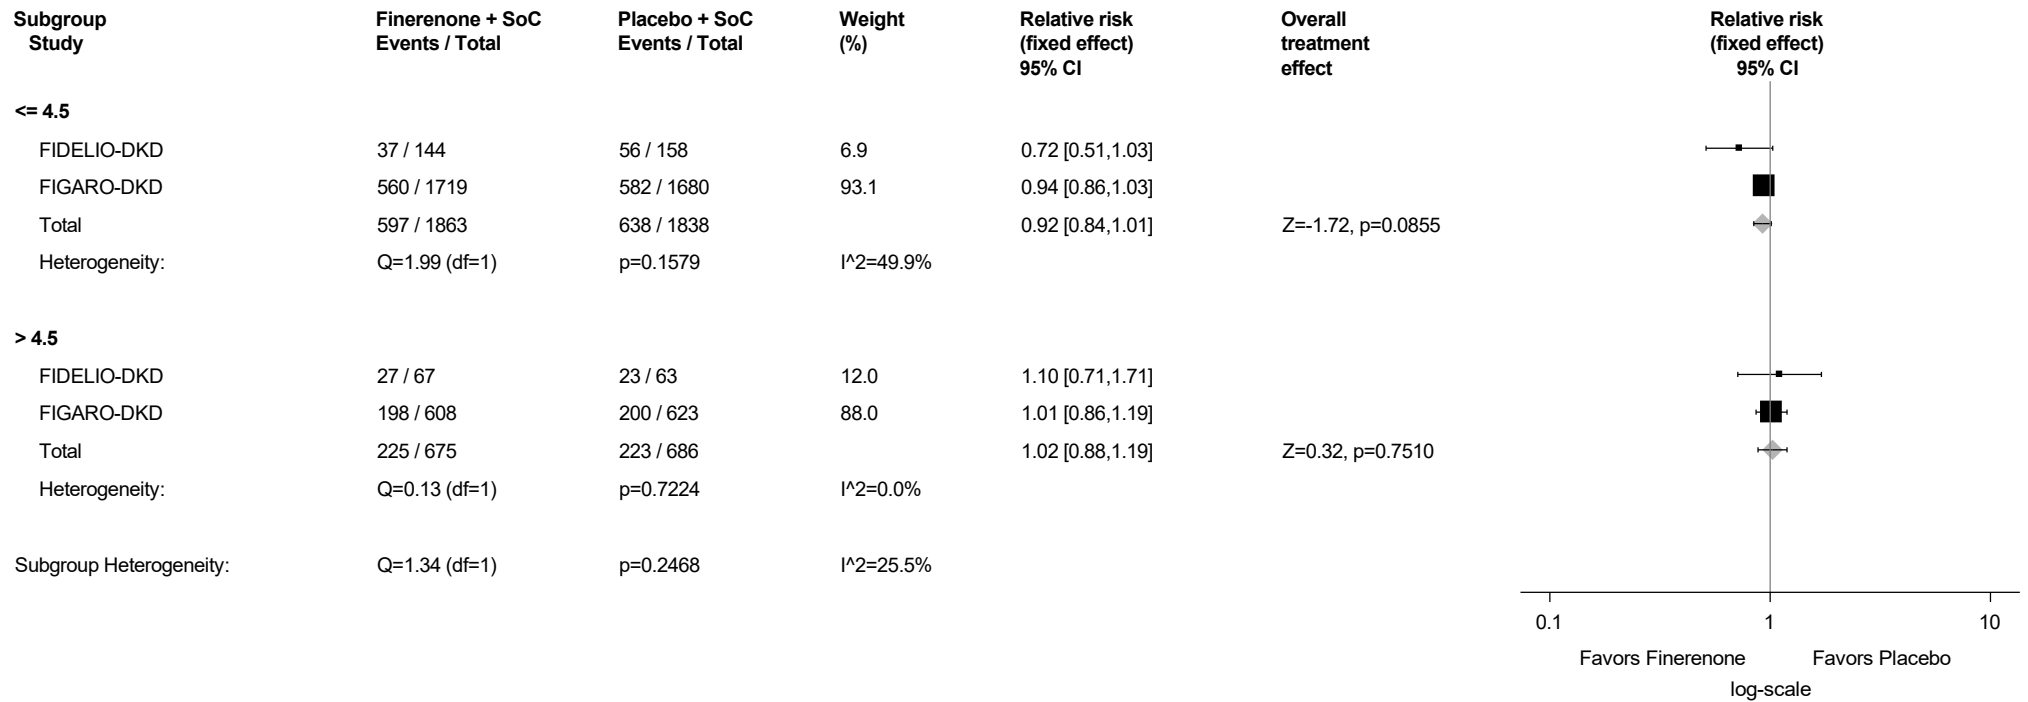 Subgroup Finerenone + SoC Placebo + SoC Weight Relative risk Overall Relative risk
Study Events / Total Events / Total (%) (fixed effect) treatment (fixed effect)
95% CI effect 95% CI
<= 4.5
FIDELIO-DKD 37 / 144 56 / 158 6.9 0.72 [0.51,1.03]
FIGARO-DKD 560 / 1719 582 / 1680 93.1 0.94 [0.86,1.03]
Total 597 / 1863 638 / 1838 0.92 [0.84,1.01] Z=-1.72, p=0.0855
Heterogeneity: Q=1.99 (df=1) p=0.1579 I^2=49.9%
> 4.5
FIDELIO-DKD 27 / 67 23 / 63 12.0 1.10 [0.71,1.71]
FIGARO-DKD 198 / 608 200 / 623 88.0 1.01 [0.86,1.19]
Total 225 / 675 223 / 686 1.02 [0.88,1.19] Z=0.32, p=0.7510
Heterogeneity: Q=0.13 (df=1) p=0.7224 I^2=0.0%
Subgroup Heterogeneity: Q=1.34 (df=1) p=0.2468 I^2=25.5%
0.1 1 10
Favors Finerenone Favors Placebo
log-scale